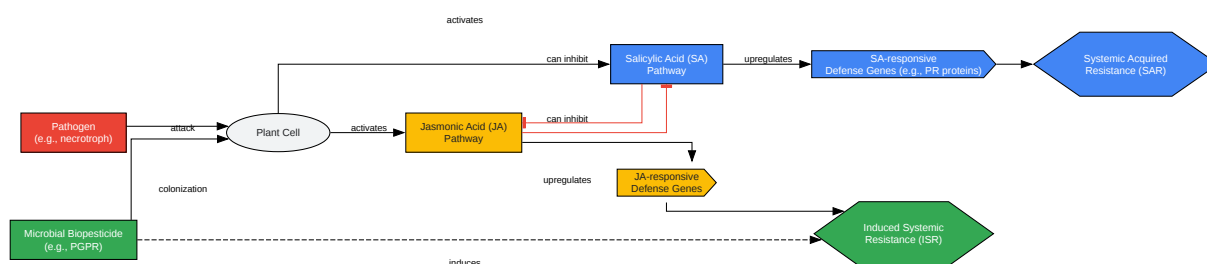 activates
can inhibit
Salicylic Acid (SA)
Pathway
upregulates
SA-responsive
Defense Genes (e.g., PR proteins)
Systemic Acquired
Resistance (SAR)
Pathogen
(e.g., necrotroph)
attack
Plant Cell
activates
Jasmonic Acid (JA)
Pathway
can inhibit
colonization
upregulates
JA-responsive
Defense Genes
Microbial Biopesticide
(e.g., PGPR)
Induced Systemic
Resistance (ISR)
induces